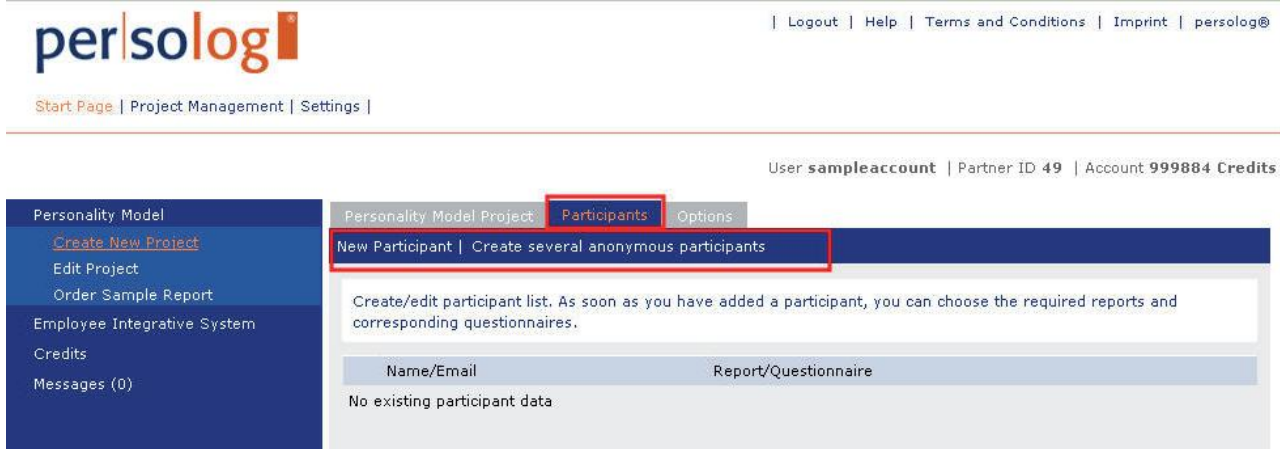 persolog®
| Logout | Help | Terms and Conditions | Imprint | persolog®
Start Page | Project Management | Settings |
User sampleaccount | Partner ID 49 | Account 999884 Credits
Personality Model
Create New Project
Edit Project
Order Sample Report
Employee Integrative System
Credits
Messages (0)
Personality Model Project Participants Options
New Participant | Create several anonymous participants
Create/edit participant list. As soon as you have added a participant, you can choose the required reports and
corresponding questionnaires.
Name/Email Report/Questionnaire
No existing participant data